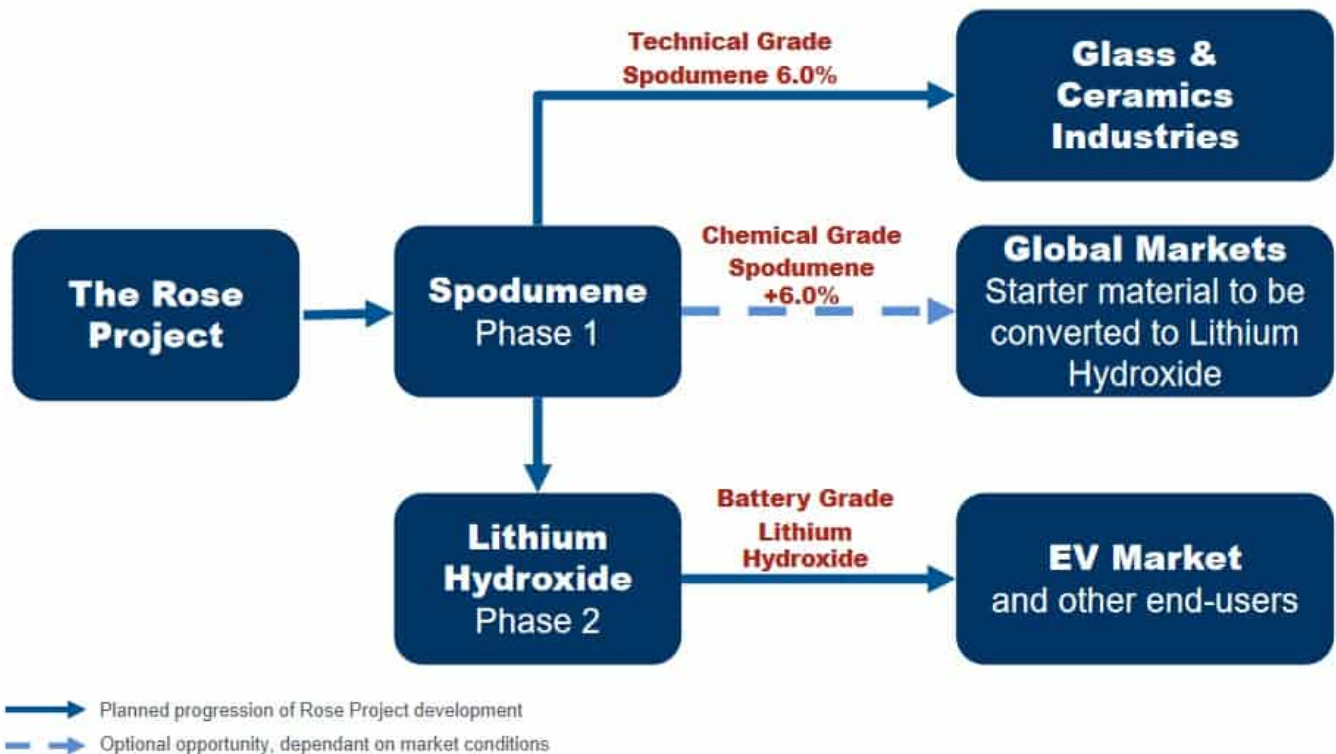 Technical Grade
Spodumene 6.0%
Glass &
Ceramics
Industries
The Rose
Project
Spodumene
Phase 1
Chemical Grade
Spodumene
+6.0%
Global Markets
Starter material to be
converted to Lithium
Hydroxide
Lithium
Hydroxide
Phase 2
Battery Grade
Lithium
Hydroxide
EV Market
and other end-users
Planned progression of Rose Project development
Optional opportunity, dependant on market conditions